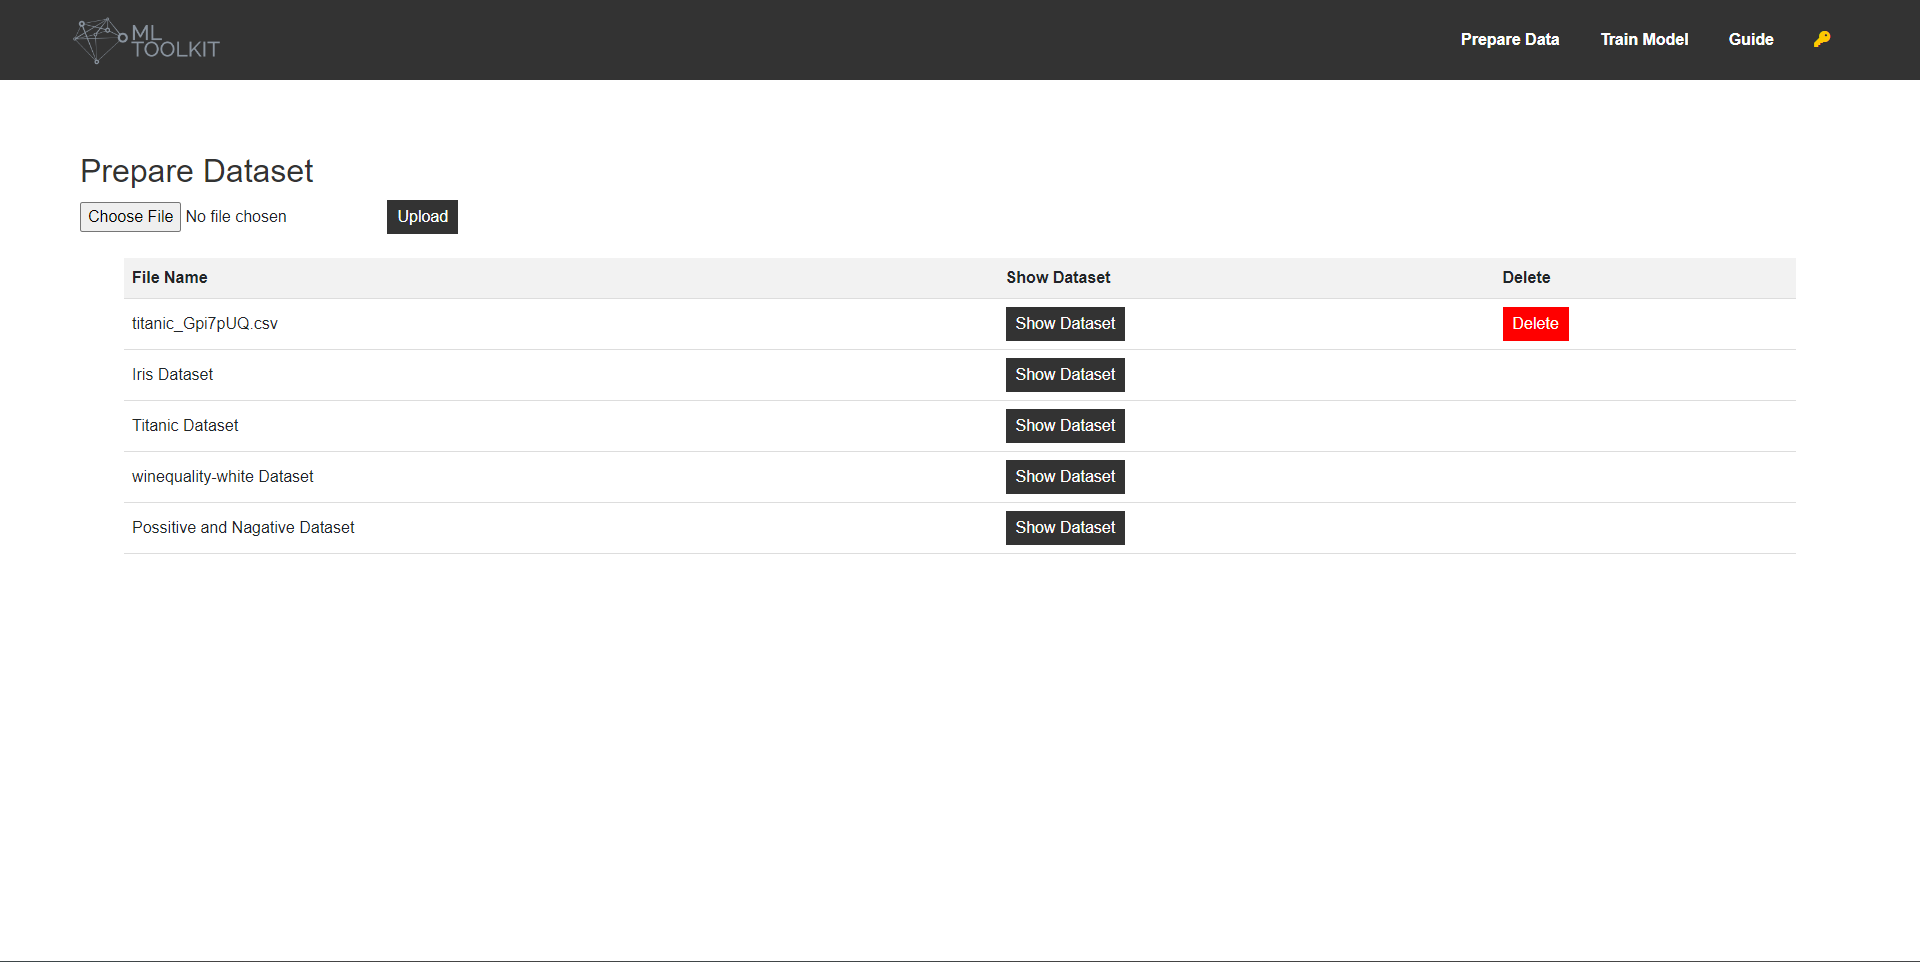 ML
TOOLKIT
Prepare Data Train Model Guide
Prepare Dataset
Choose File No file chosen Upload
File Name Show Dataset Delete
titanic_Gpi7pUQ.csv Show Dataset Delete
Iris Dataset Show Dataset
Titanic Dataset Show Dataset
winequality-white Dataset Show Dataset
Possitive and Nagative Dataset Show Dataset